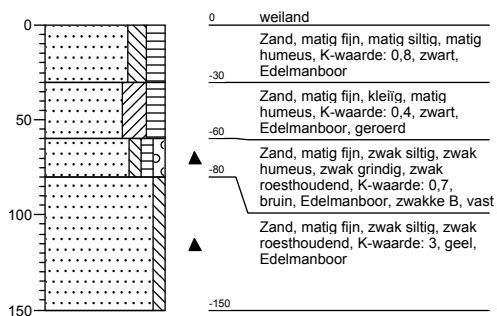 0
weiland
0
Zand, matig fijn, matig siltig, matig
humeus, K-waarde: 0,8, zwart,
Edelmanboor
-30
Zand, matig fijn, kleiïg, matig
humeus, K-waarde: 0,4, zwart,
Edelmanboor, geroerd
50
-60
Zand, matig fijn, zwak siltig, zwak
humeus, zwak grindig, zwak
roesthoudend, K-waarde: 0,7,
bruin, Edelmanboor, zwakke B, vast
-80
100
Zand, matig fijn, zwak siltig, zwak
roesthoudend, K-waarde: 3, geel,
Edelmanboor
150
-150